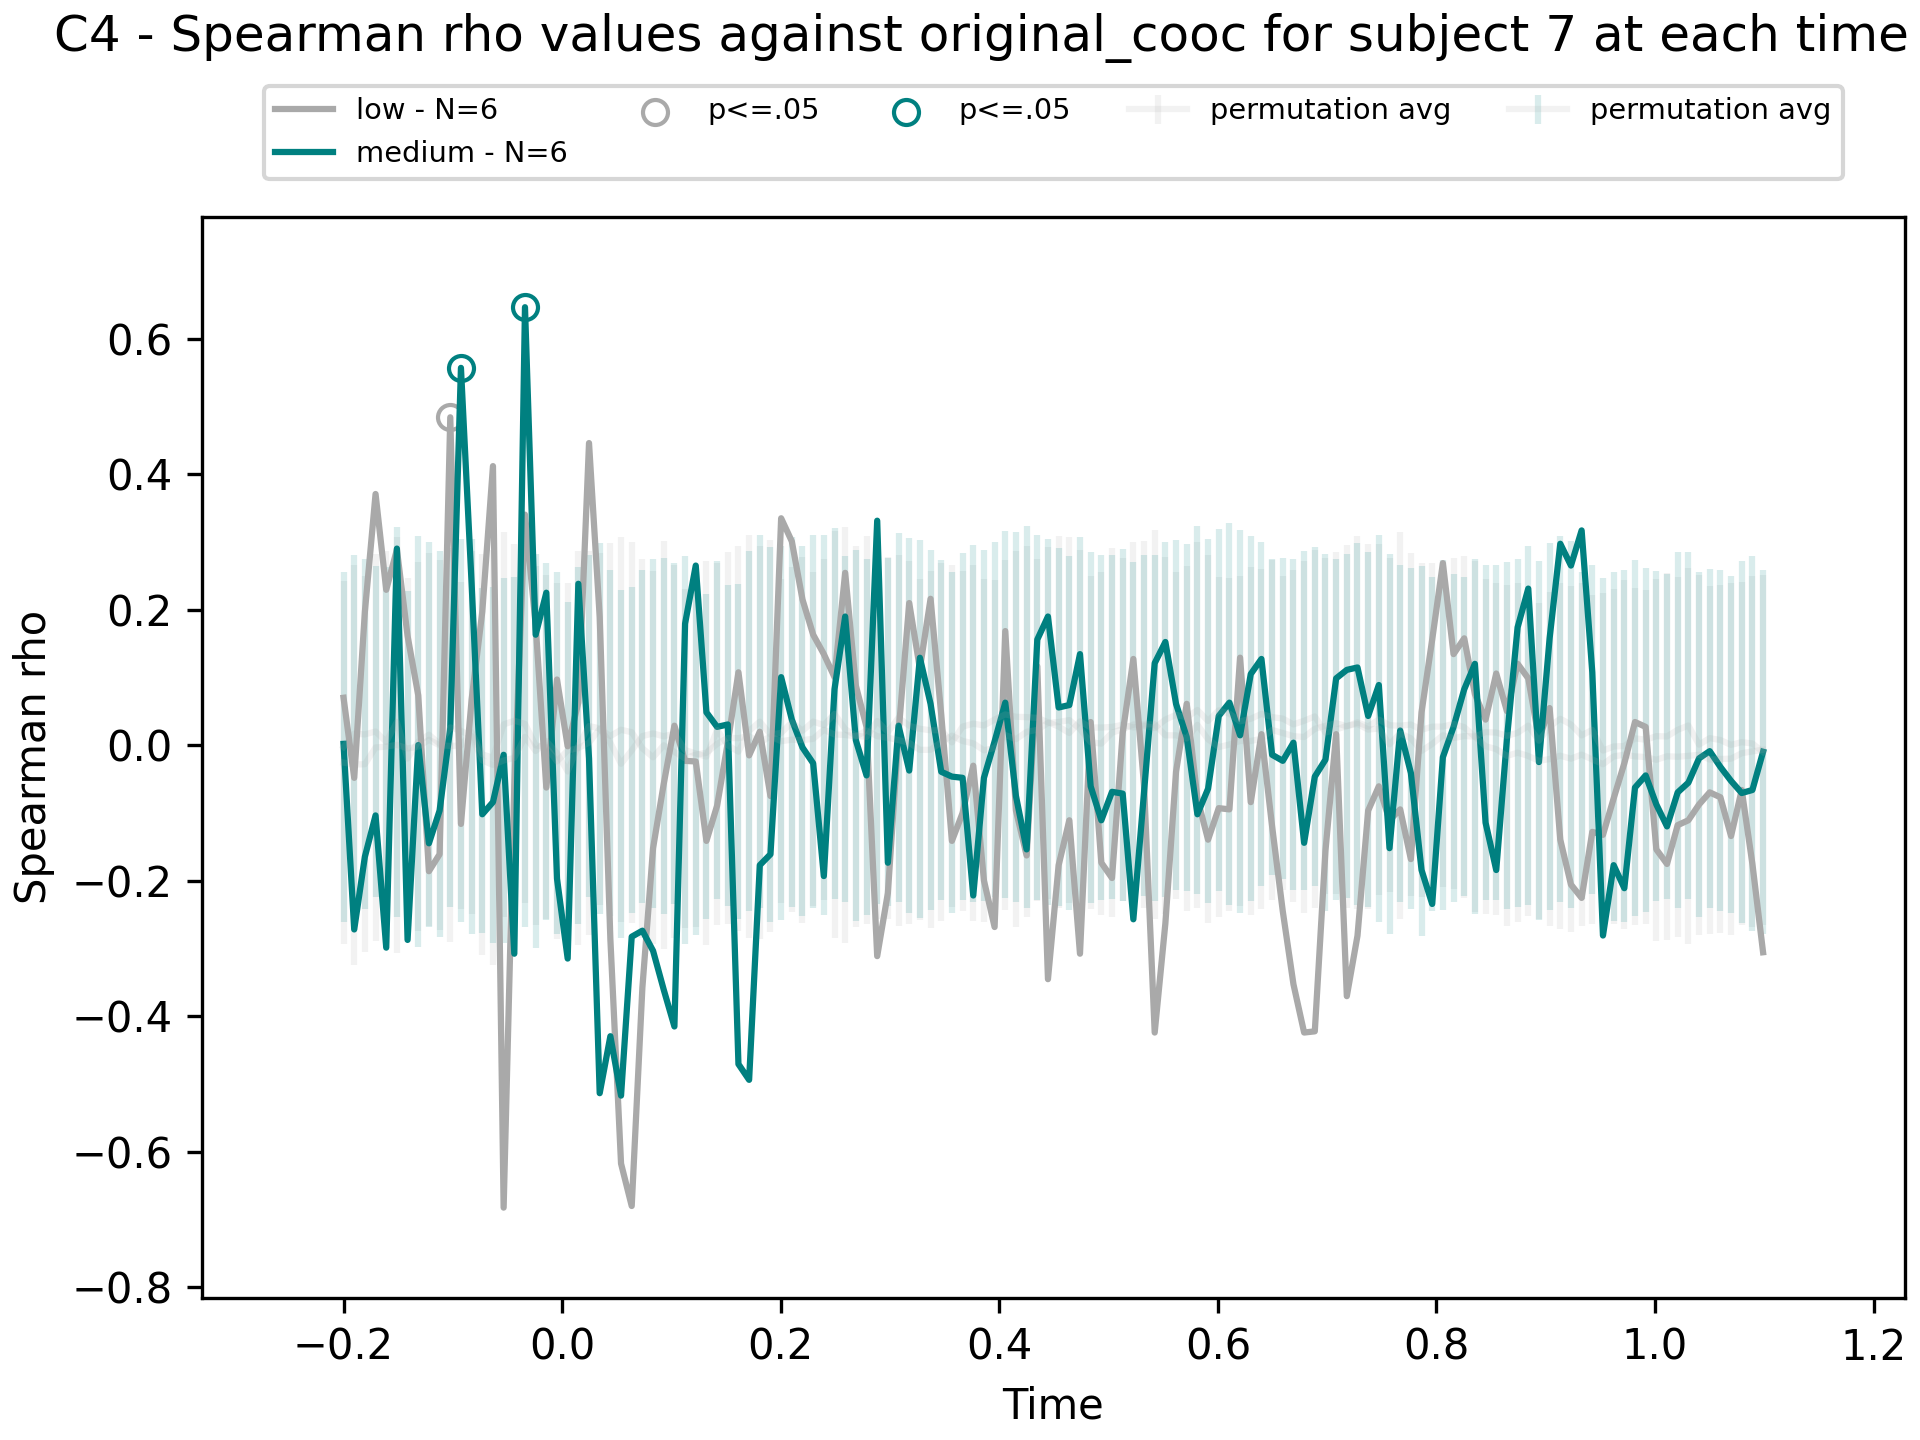 C4 - Spearman rho values against original_cooc for subject 7 at each time
low - N=6
medium - N=6
p<=.05
p<=.05
permutation avg
permutation avg
Spearman rho
0.6
0.4
0.2
0.0
−0.2
−0.4
−0.6
−0.8
−0.2 0.0 0.2 0.4 0.6 0.8 1.0 1.2
Time